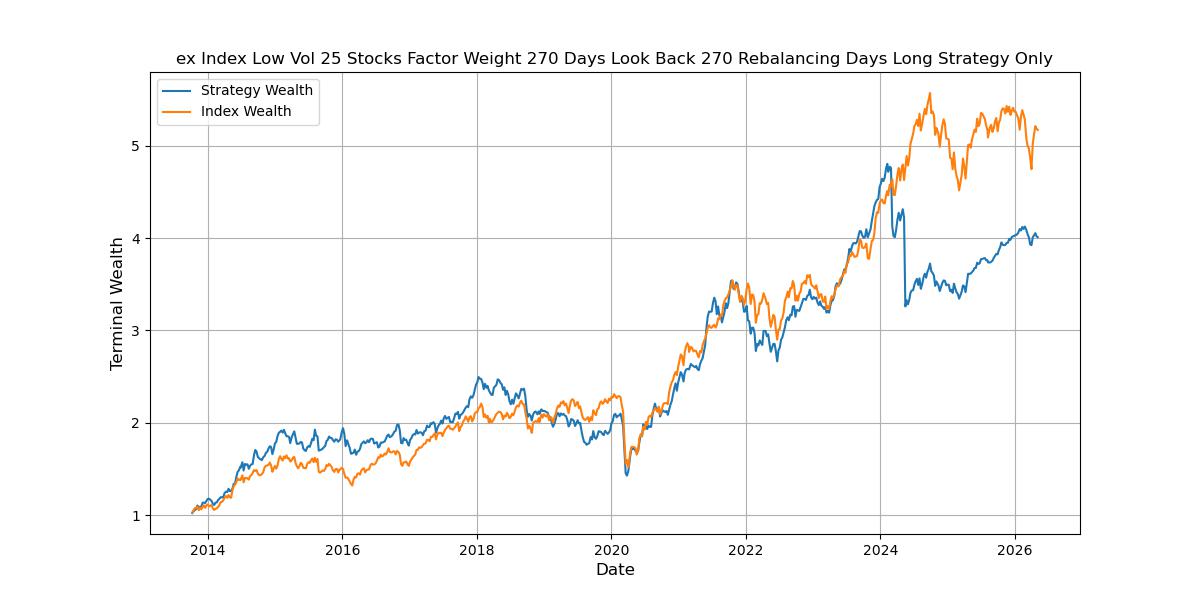 ex Index Low Vol 25 Stocks Factor Weight 270 Days Look Back 270 Rebalancing Days Long Strategy Only
Strategy Wealth
Index Wealth
Terminal Wealth
5
4
3
2
1
2014 2016 2018 2020 2022 2024 2026
Date